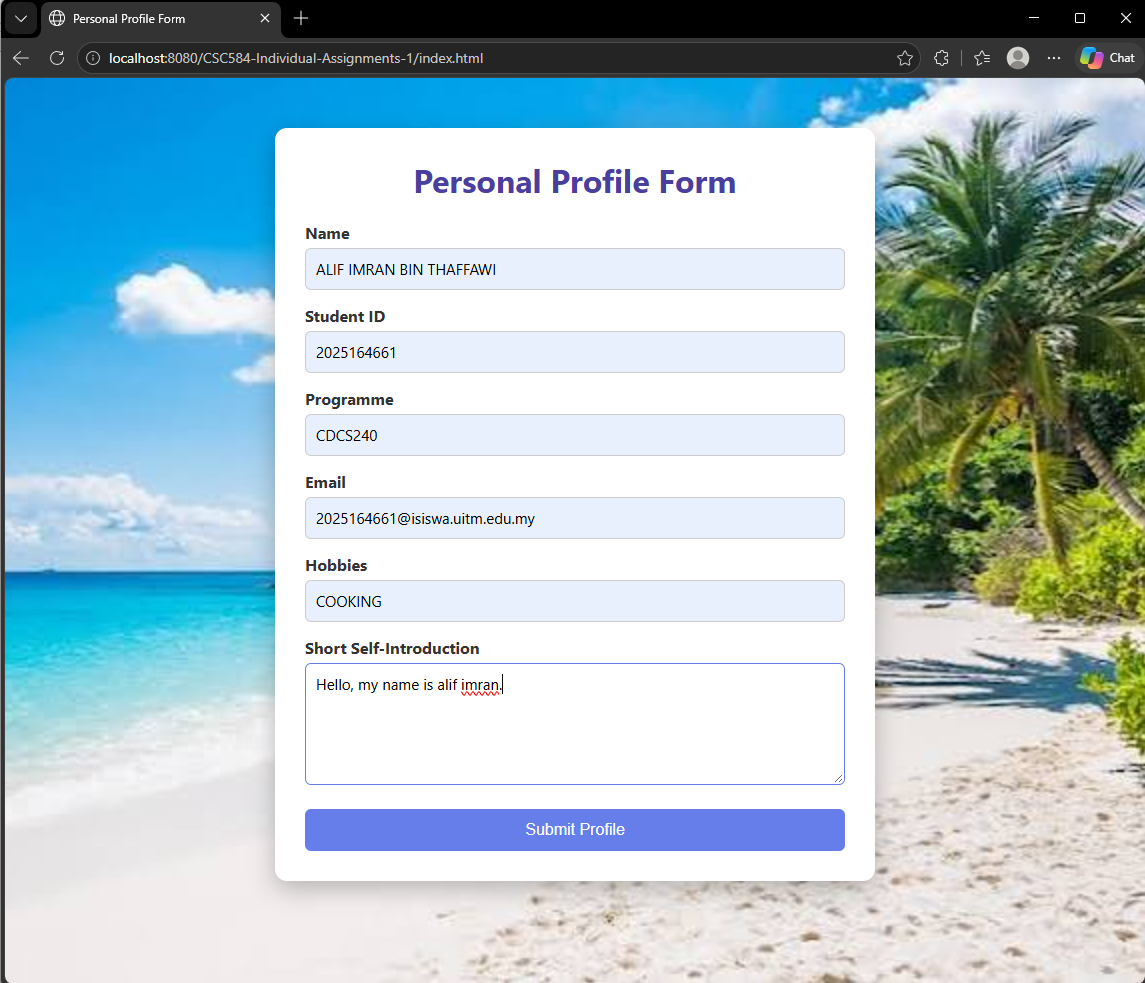 Personal Profile Form
localhost:8080/CSC584-Individual-Assignments-1/index.html
Chat
Personal Profile Form
Name
ALIF IMRAN BIN THAFFAWI
Student ID
2025164661
Programme
CDCS240
Email
2025164661@isiswa.uitm.edu.my
Hobbies
COOKING
Short Self-Introduction
Hello, my name is alif imran.
Submit Profile